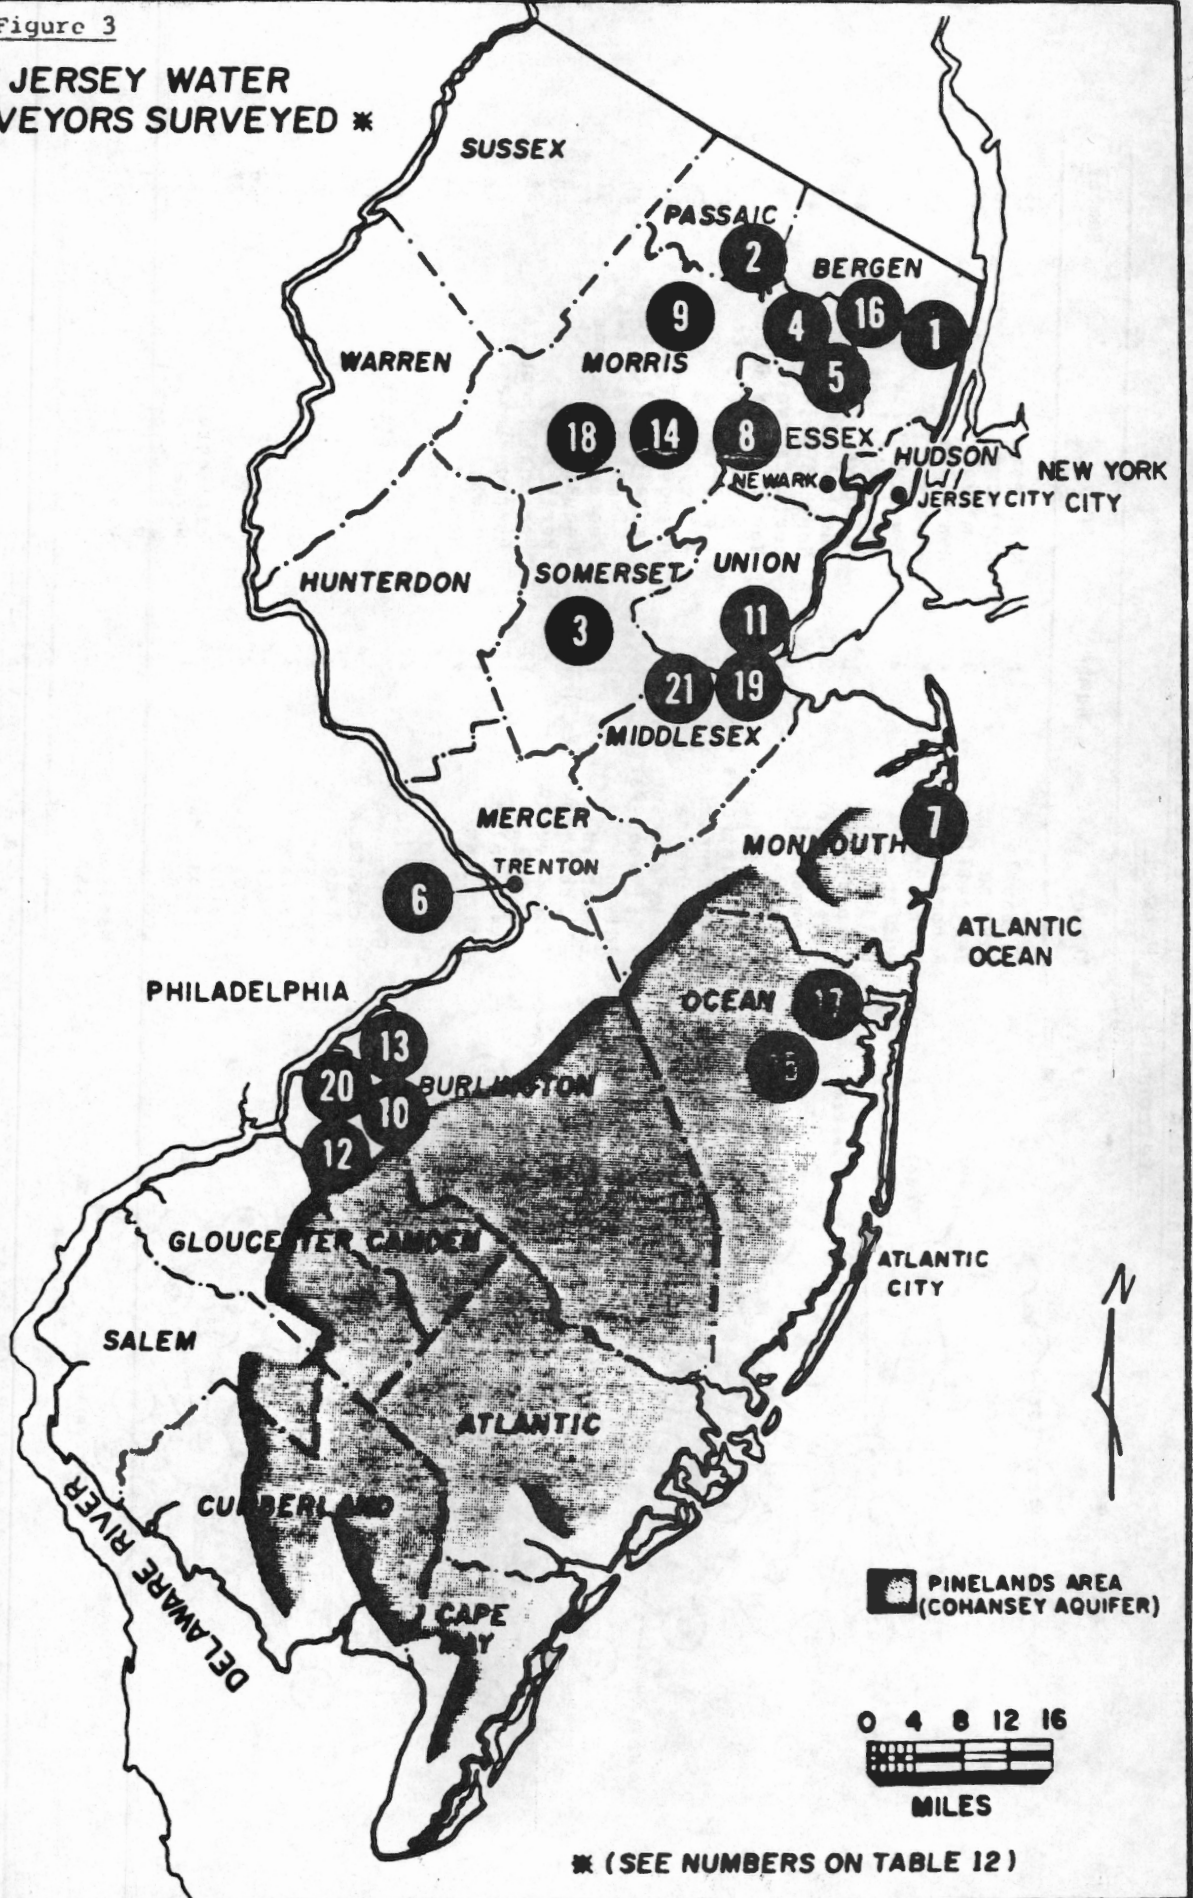 Figure 3
JERSEY WATER
VEYORS SURVEYED *
SUSSEX
PASSAIC
2
BERGEN
9
4
16
1
WARREN
MORRIS
5
18
14
8
ESSEX
HUDSON
NEW YORK
CITY
NEWARK
JERSEY CITY
HUNTERDON
SOMERSET
UNION
3
11
21
19
MIDDLESEX
MERCER
7
MONMOUTH
TRENTON
6
ATLANTIC
OCEAN
PHILADELPHIA
OCEAN
17
13
20
BURLINGTON
10
12
GLOUCESTER
CAMDEN
ATLANTIC
CITY
N
SALEM
ATLANTIC
CUMBERLAND
DELAWARE RIVER
CAPE
MAY
PINELANDS AREA
(COHANSEY AQUIFER)
0 4 8 12 16
MILES
* (SEE NUMBERS ON TABLE 12)